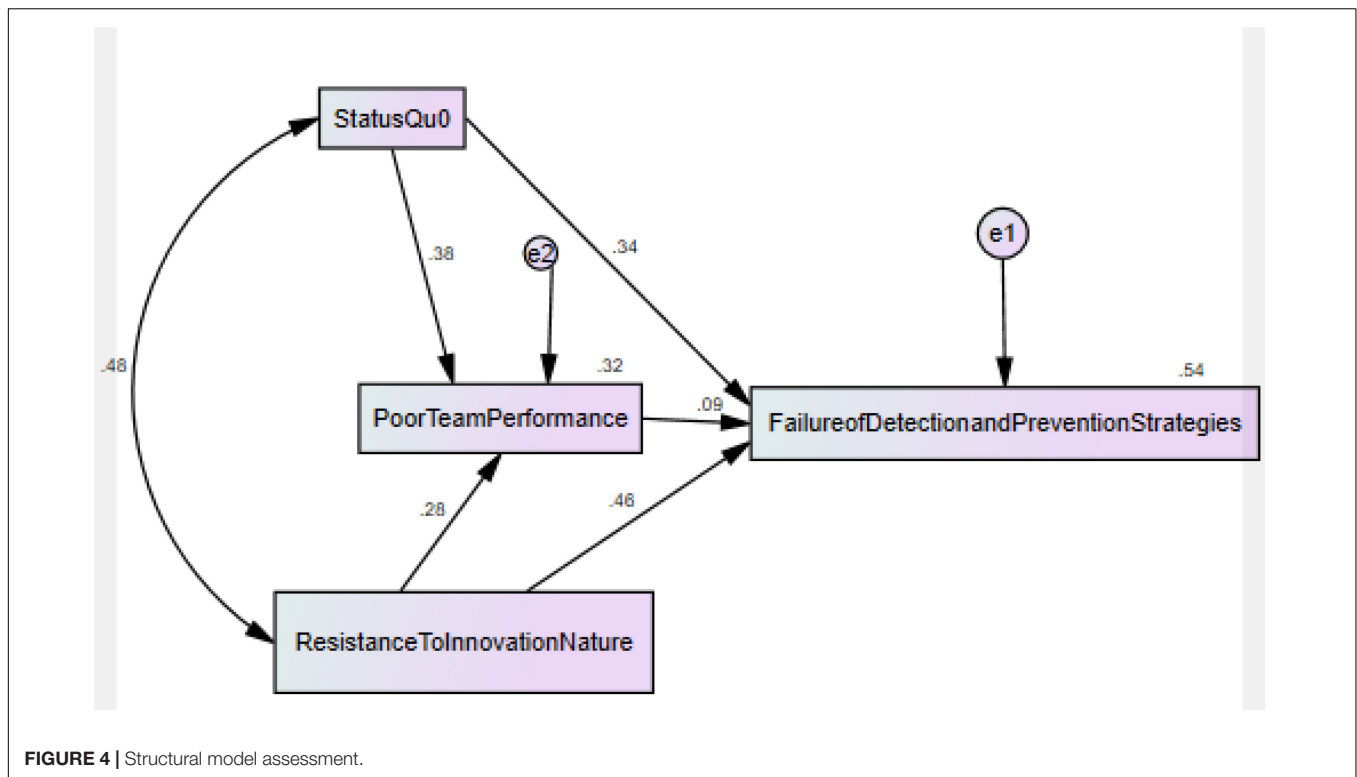 StatusQu0
e1
e2
.38
.34
.48
.32
.54
PoorTeamPerformance
.09
FailureofDetectionandPreventionStrategies
.28
.46
ResistanceToInnovationNature
FIGURE 4 | Structural model assessment.